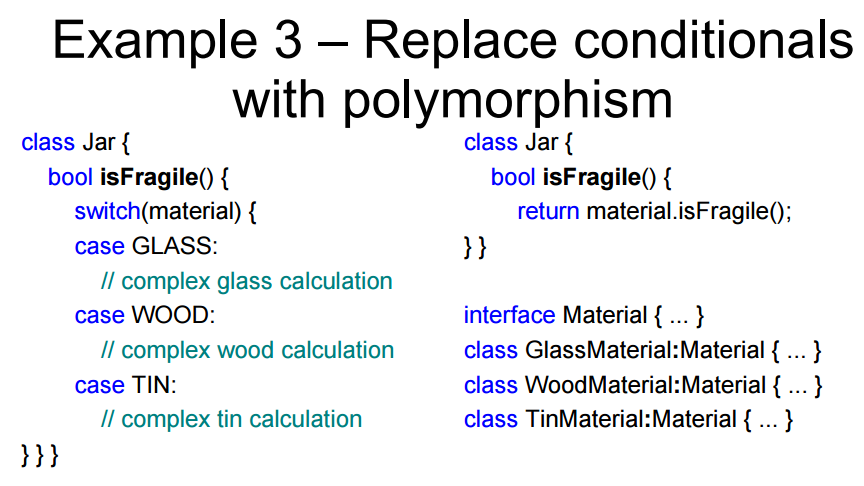 Example 3 – Replace conditionals
with polymorphism
class Jar {
bool isFragile() {
switch(material) {
case GLASS:
// complex glass calculation
case WOOD:
// complex wood calculation
case TIN:
// complex tin calculation
} } }
class Jar {
bool isFragile() {
return material.isFragile();
} }
interface Material { ... }
class GlassMaterial:Material { ... }
class WoodMaterial:Material { ... }
class TinMaterial:Material { ... }